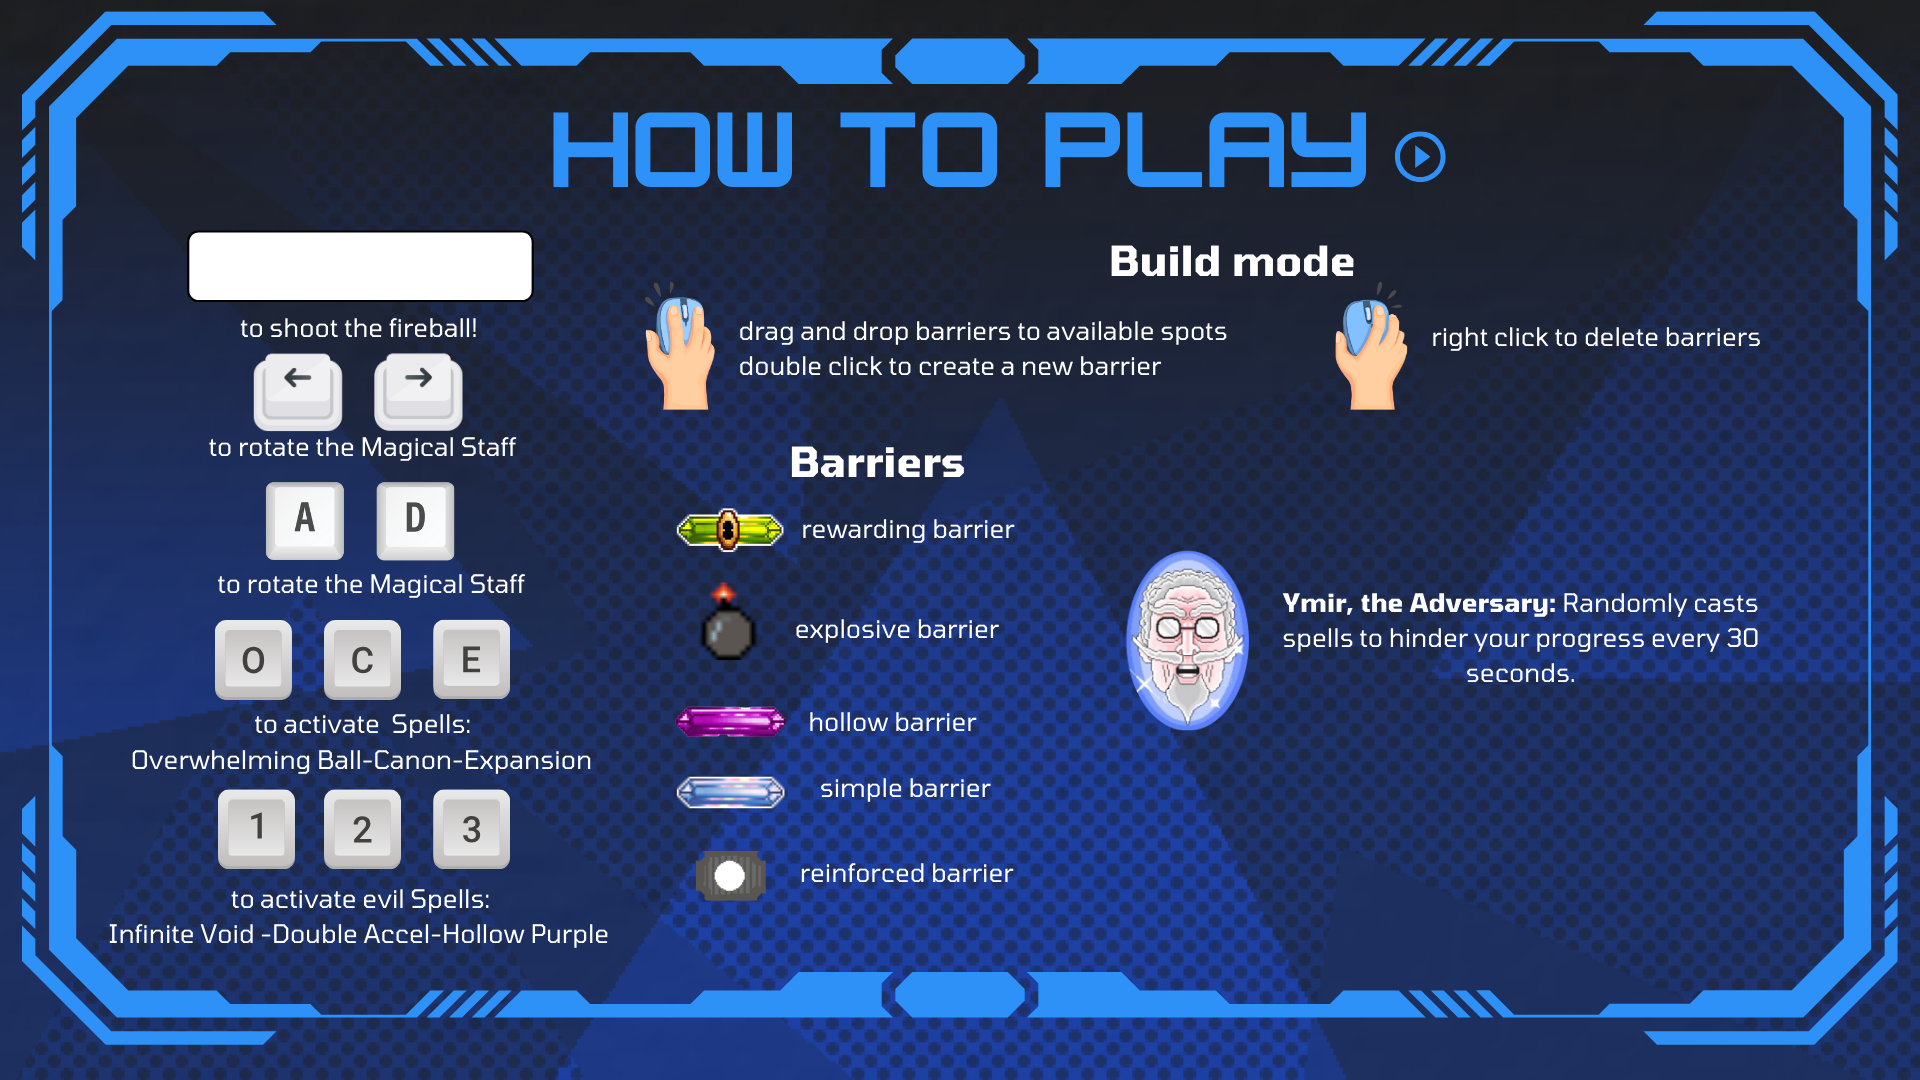 HOW TO PLAY
to shoot the fireball!
← →
to rotate the Magical Staff
A D
to rotate the Magical Staff
O C E
to activate  Spells:
Overwhelming Ball-Canon-Expansion
1 2 3
to activate evil Spells:
Infinite Void -Double Accel-Hollow Purple
Build mode
drag and drop barriers to available spots
double click to create a new barrier
right click to delete barriers
Barriers
rewarding barrier
explosive barrier
hollow barrier
simple barrier
reinforced barrier
Ymir, the Adversary: Randomly casts
spells to hinder your progress every 30
seconds.